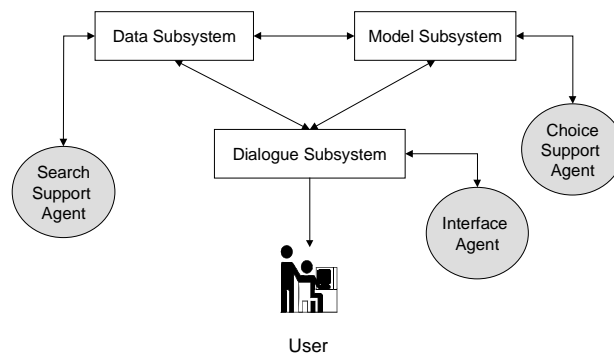 Data Subsystem
Model Subsystem
Dialogue Subsystem
Search
Support
Agent
Choice
Support
Agent
Interface
Agent
User